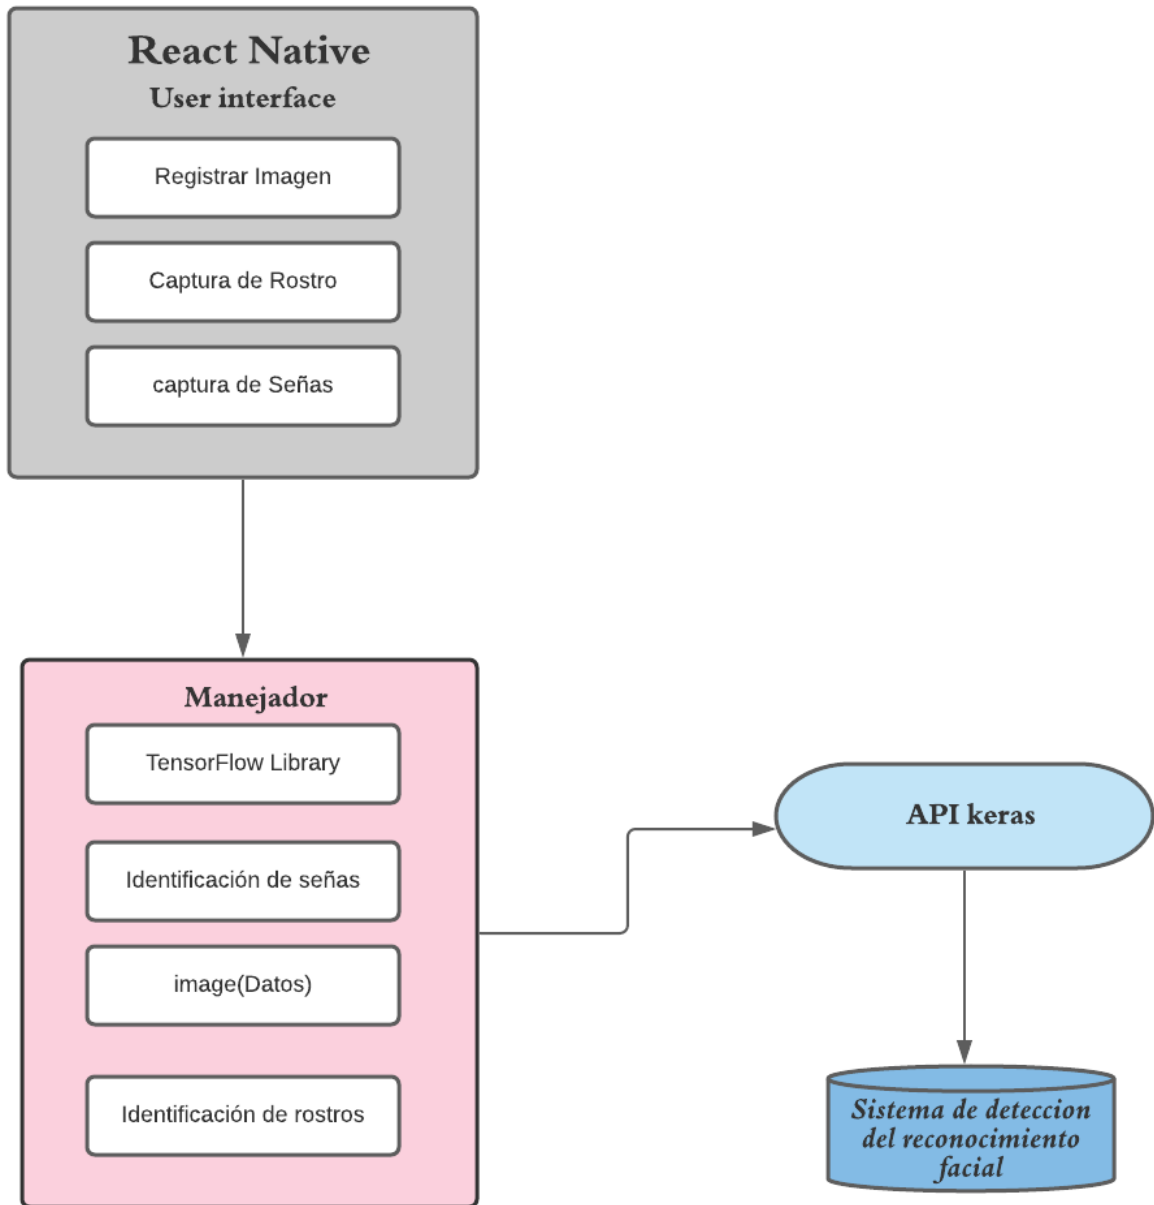 React Native
User interface
Registrar Imagen
Captura de Rostro
captura de Señas
Manejador
TensorFlow Library
Identificación de señas
image(Datos)
Identificación de rostros
API keras
Sistema de deteccion
del reconocimiento
facial